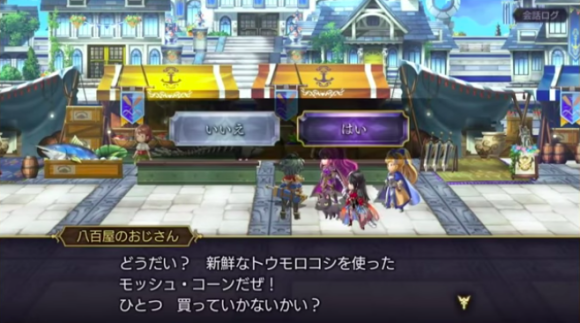 会話ログ
いいえ
はい
八百屋のおじさん
どうだい？　新鮮なトウモロコシを使った
モッシュ・コーンだぜ！
ひとつ　買っていかないかい？